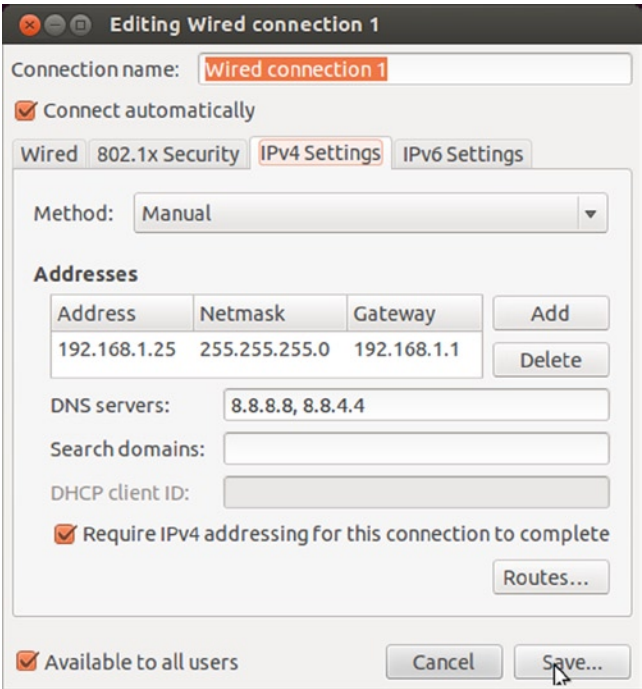 Editing Wired connection 1
Connection name: Wired connection 1
Connect automatically
Wired 802.1x Security IPv4 Settings IPv6 Settings
Method: Manual
Addresses
Address Netmask Gateway Add
192.168.1.25 255.255.255.0 192.168.1.1 Delete
DNS servers: 8.8.8.8, 8.8.4.4
Search domains:
DHCP client ID:
Require IPv4 addressing for this connection to complete
Routes...
Available to all users Cancel Save...